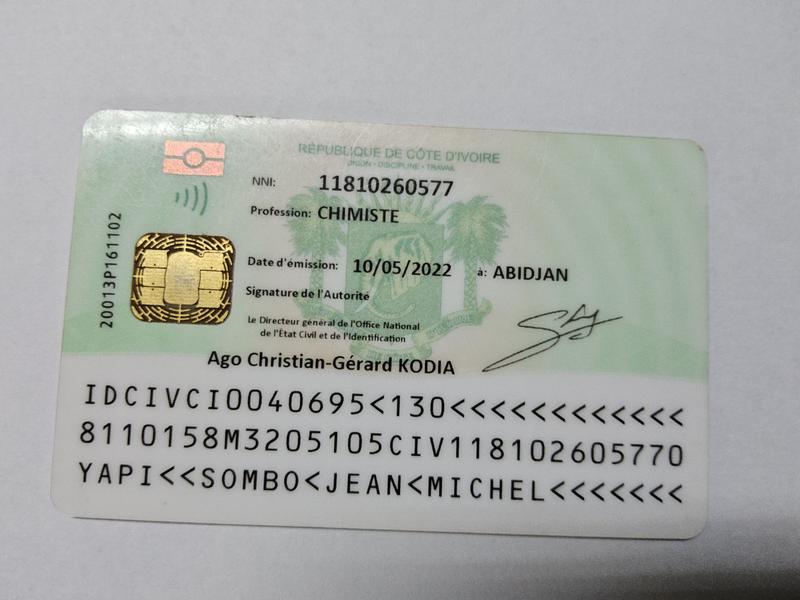 RÉPUBLIQUE DE CÔTE D'IVOIRE
UNION - DISCIPLINE - TRAVAIL
NNI: 11810260577
Profession: CHIMISTE
20013P161102
Date d'émission: 10/05/2022 à: ABIDJAN
Signature de l'Autorité
Le Directeur général de l'Office National
de l'État Civil et de l'Identification
Ago Christian-Gérard KODIA
IDCIVCI0040695<130<<<<<<<<<<<<
8110158M3205105CIV118102605770
YAPI<<SOMBO<JEAN<MICHEL<<<<<<<